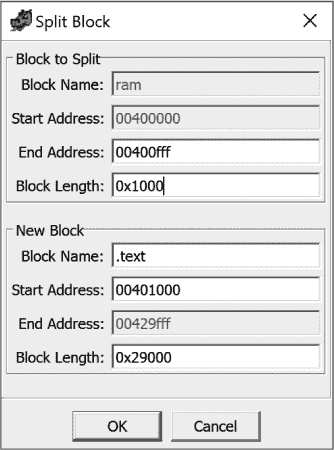 Split Block
Block to Split
Block Name: ram
Start Address: 00400000
End Address: 00400fff
Block Length: 0x1000
New Block
Block Name: .text
Start Address: 00401000
End Address: 00429fff
Block Length: 0x29000
OK Cancel